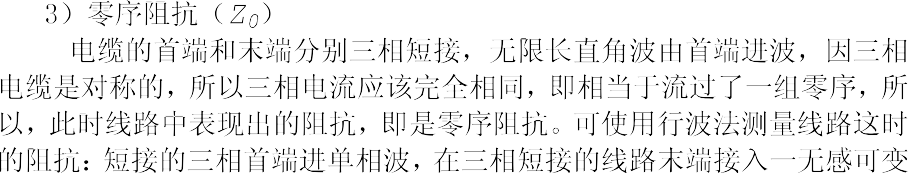 3）零序阻抗（Z0）
电缆的首端和末端分别三相短接，无限长直角波由首端进波，因三相
电缆是对称的，所以三相电流应该完全相同，即相当于流过了一组零序，所
以，此时线路中表现出的阻抗，即是零序阻抗。可使用行波法测量线路这时
的阻抗：短接的三相首端进单相波，在三相短接的线路末端接入一无感可变